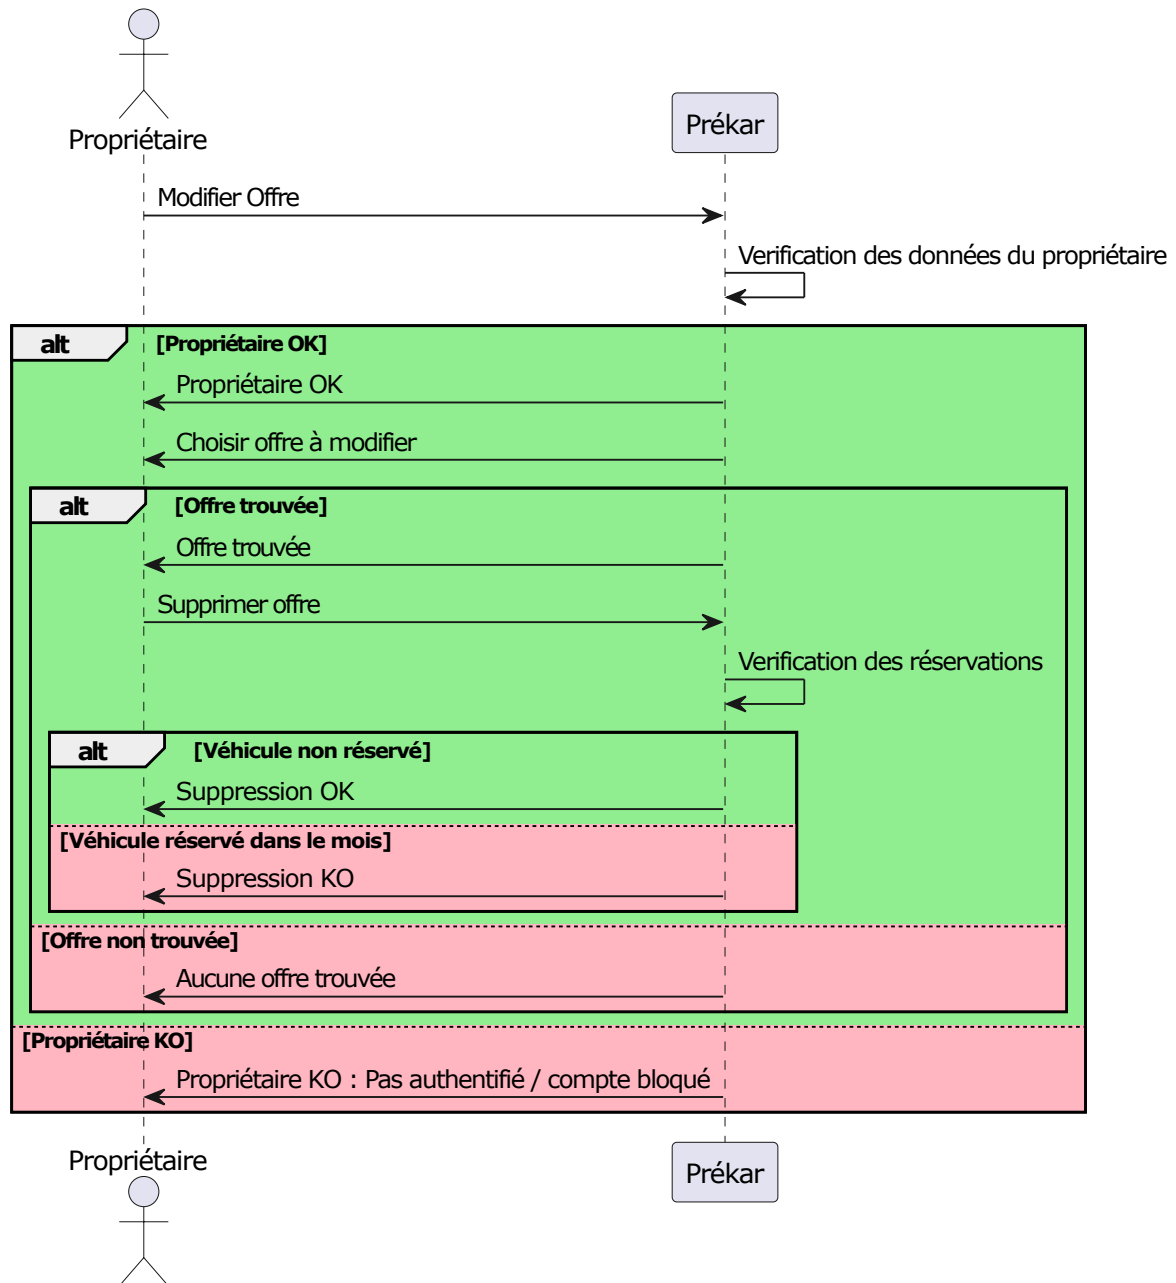 Propriétaire
Prékar
Modifier Offre
Verification des données du propriétaire
alt [Propriétaire OK]
Propriétaire OK
Choisir offre à modifier
alt [Offre trouvée]
Offre trouvée
Supprimer offre
Verification des réservations
alt [Véhicule non réservé]
Suppression OK
[Véhicule réservé dans le mois]
Suppression KO
[Offre non trouvée]
Aucune offre trouvée
[Propriétaire KO]
Propriétaire KO : Pas authentifié / compte bloqué
Propriétaire
Prékar